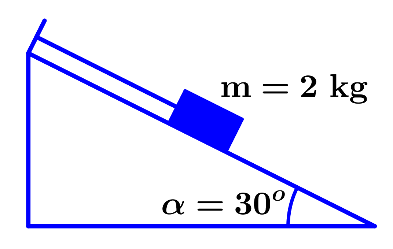 m = 2 kg
α = 30°